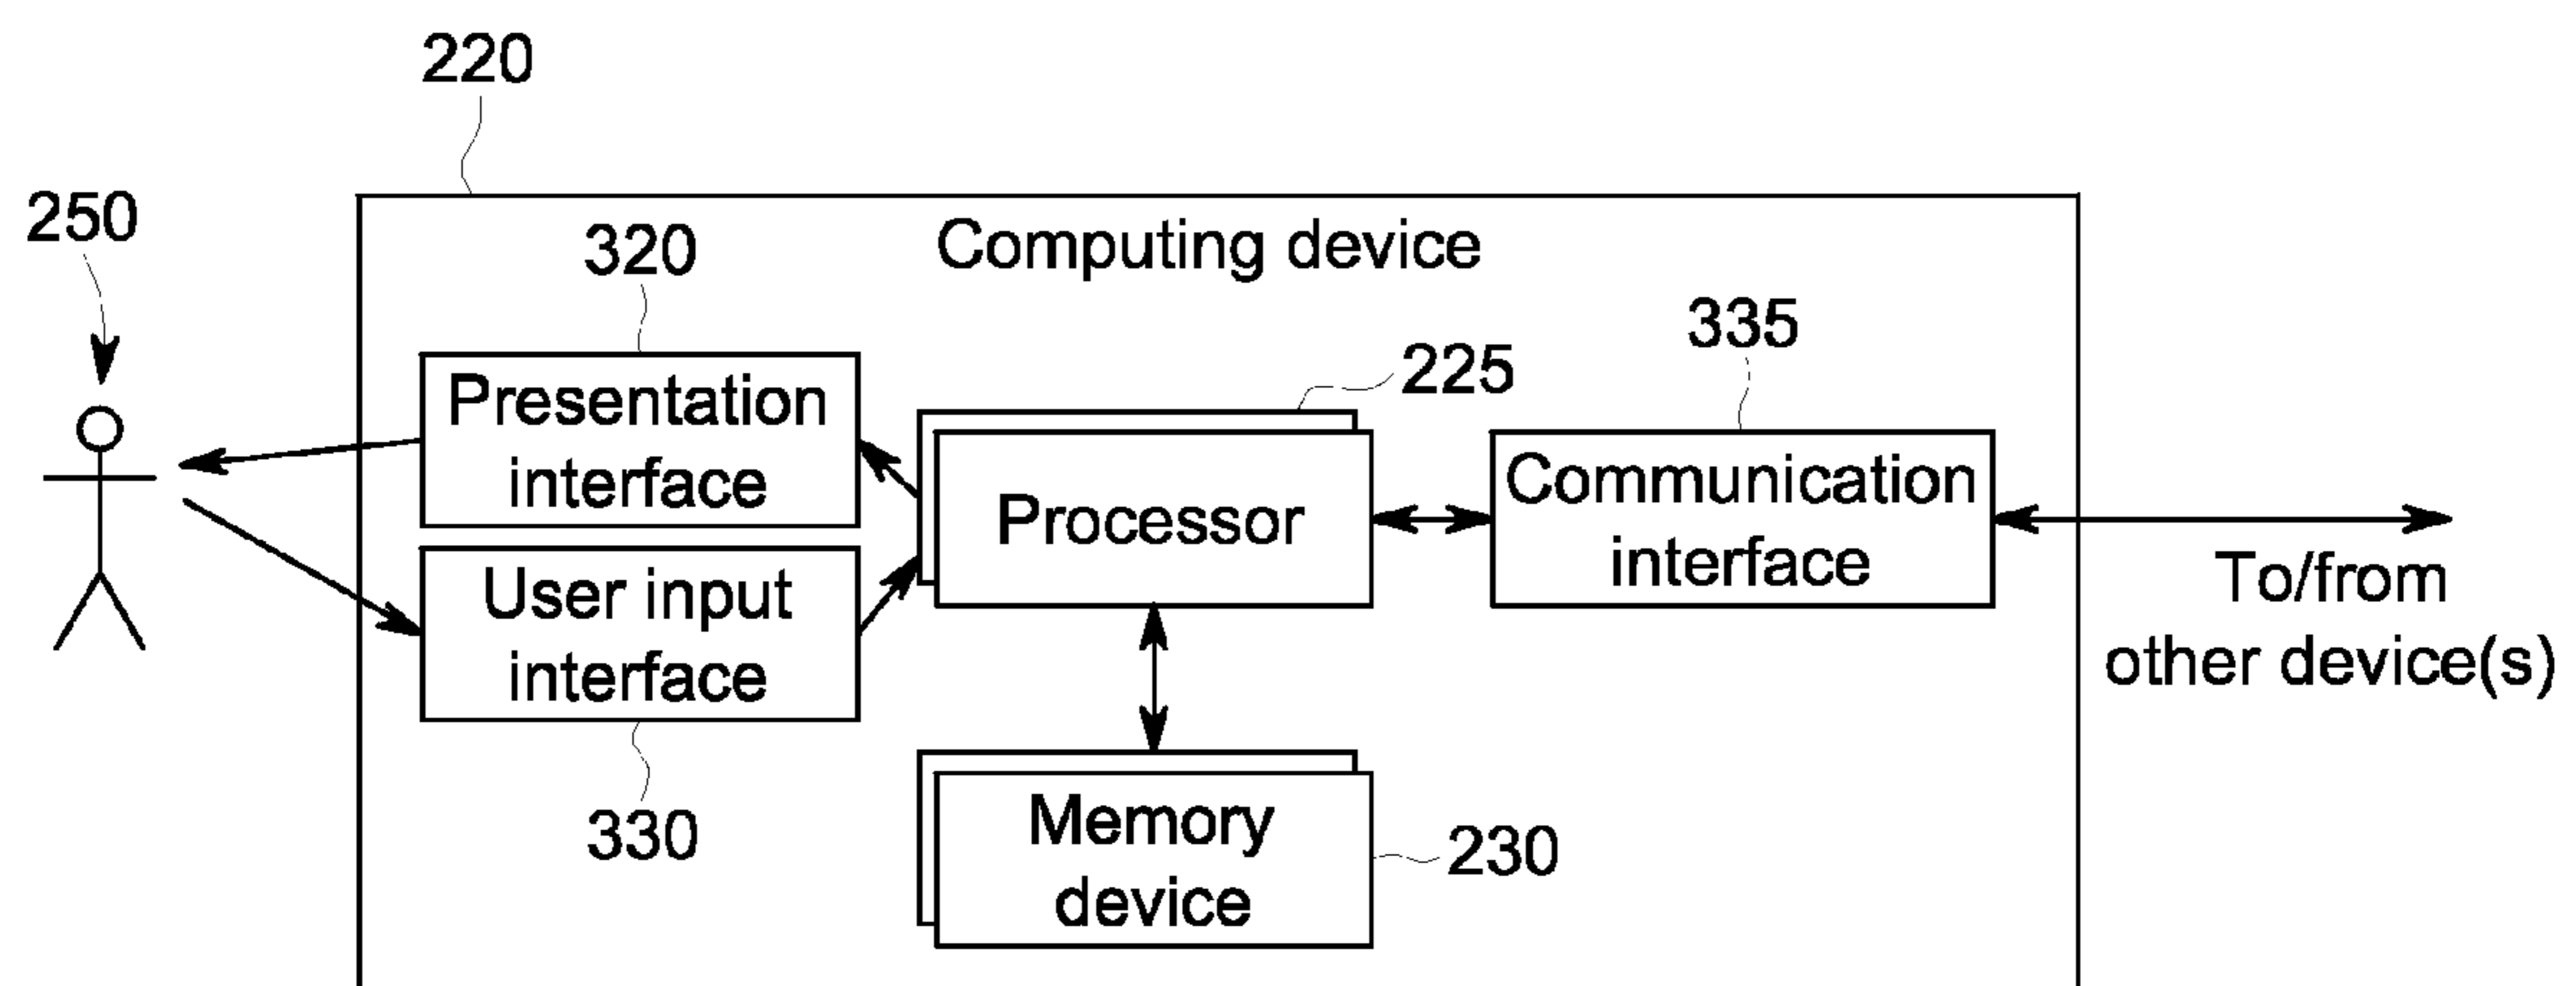 220
250
320
Computing device
335
225
Presentation
interface
Processor
Communication
interface
User input
interface
To/from
other device(s)
330
Memory
device
230